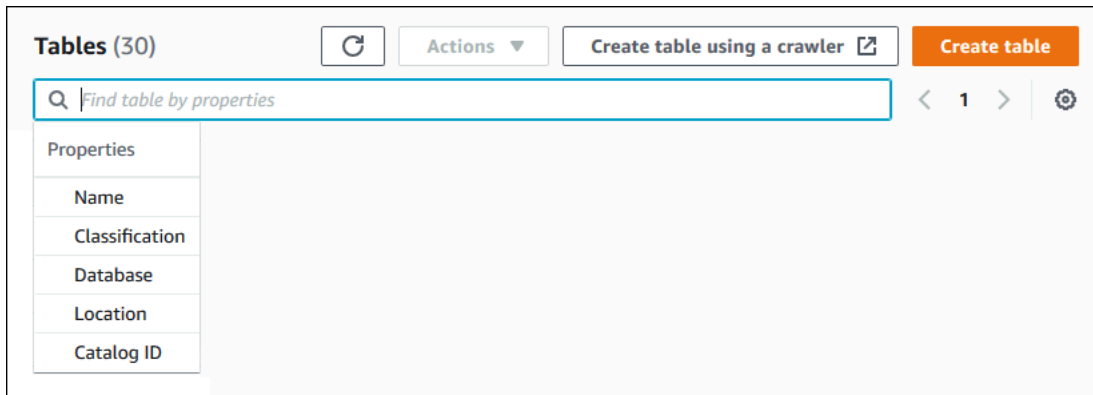 Tables (30)
Actions
Create table using a crawler
Create table
Find table by properties
1
Properties
Name
Classification
Database
Location
Catalog ID